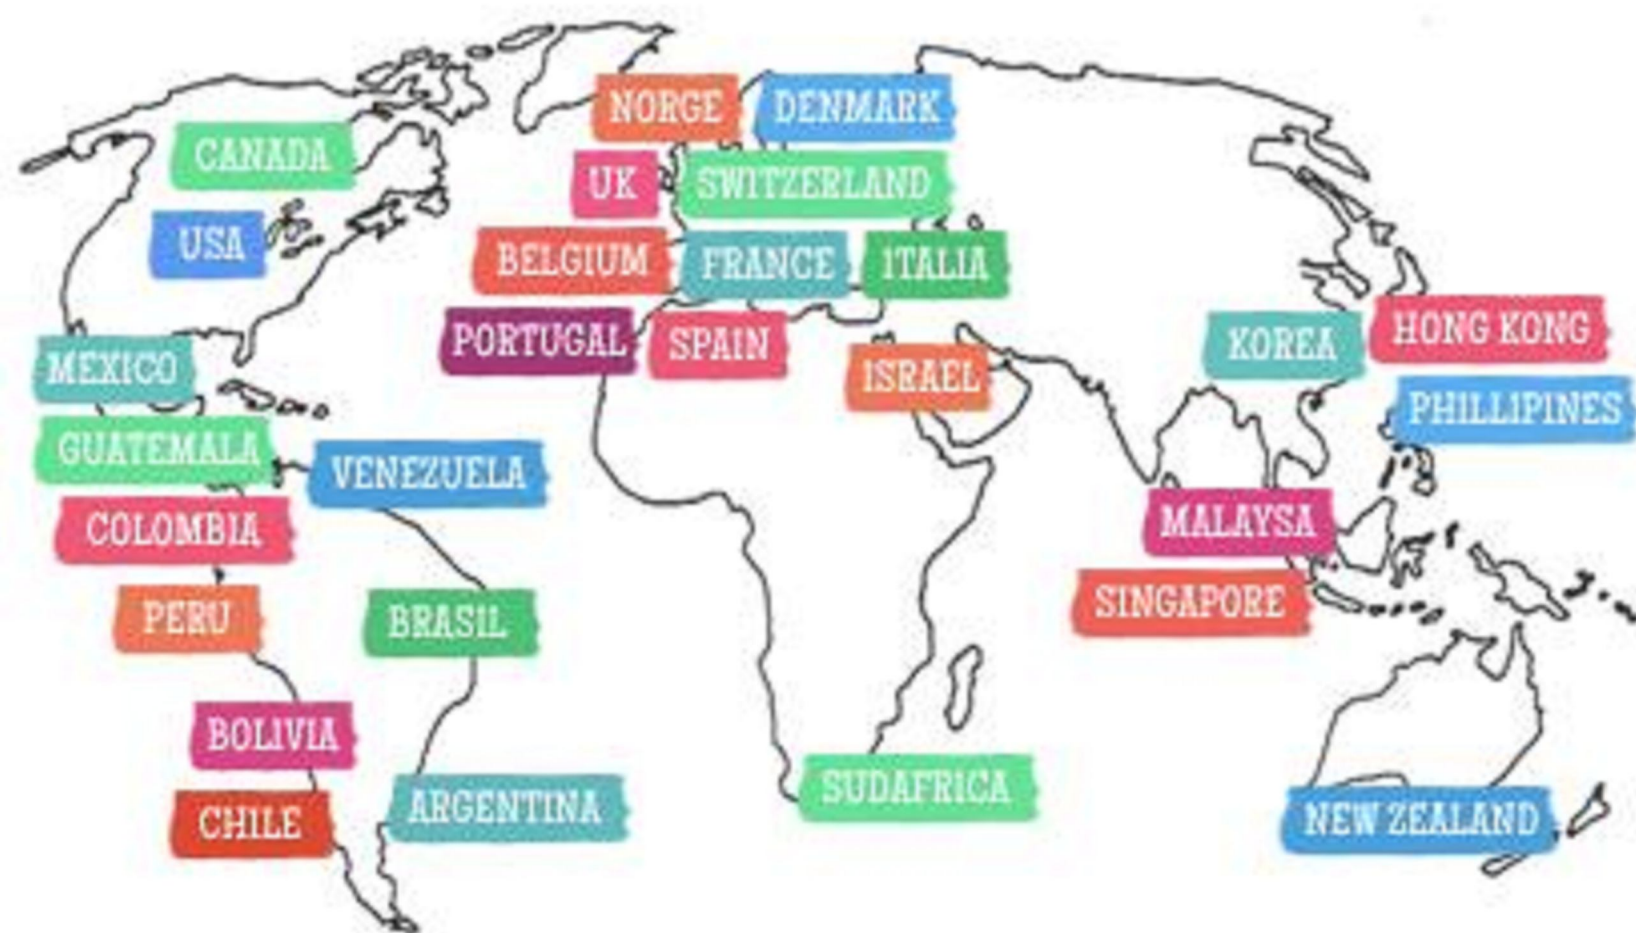 NORGE
DENMARK
CANADA
UK
SWITZERLAND
USA
BELGIUM
FRANCE
ITALIA
PORTUGAL
SPAIN
KOREA
HONG KONG
MEXICO
ISRAEL
PHILLIPINES
GUATEMALA
VENEZUELA
COLOMBIA
MALAYSA
SINGAPORE
PERU
BRASIL
BOLIVIA
SUDAFRICA
CHILE
ARGENTINA
NEW ZEALAND